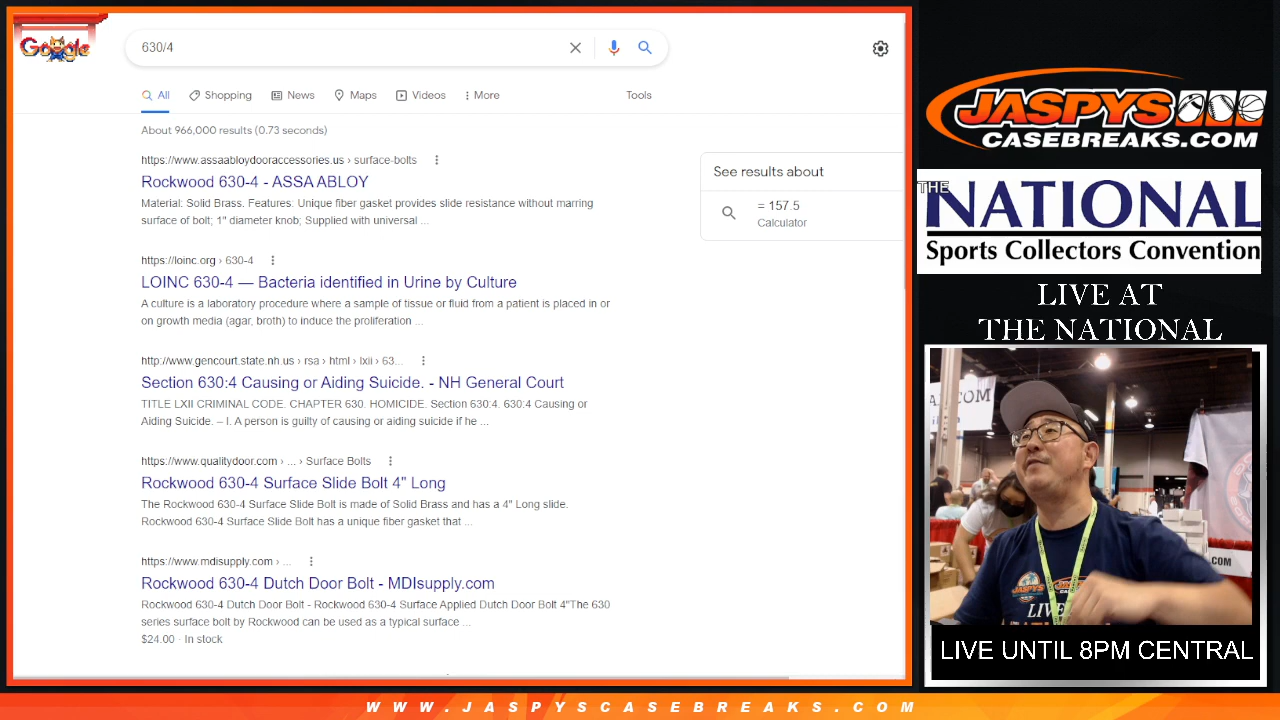 Google
630/4
All
Shopping
News
Maps
Videos
More
Tools
About 966,000 results (0.73 seconds)
https://www.assaabloydooraccessories.us › surface-bolts
Rockwood 630-4 - ASSA ABLOY
Material: Solid Brass. Features: Unique fiber gasket provides slide resistance without marring
surface of bolt; 1" diameter knob; Supplied with universal ...
https://loinc.org › 630-4
LOINC 630-4 — Bacteria identified in Urine by Culture
A culture is a laboratory procedure where a sample of tissue or fluid from a patient is placed in or
on growth media (agar, broth) to induce the proliferation ...
http://www.gencourt.state.nh.us › rsa › html › lxii › 63...
Section 630:4 Causing or Aiding Suicide. - NH General Court
TITLE LXII CRIMINAL CODE. CHAPTER 630. HOMICIDE. Section 630:4. 630:4 Causing or
Aiding Suicide. – I. A person is guilty of causing or aiding suicide if he ...
https://www.qualitydoor.com › ... › Surface Bolts
Rockwood 630-4 Surface Slide Bolt 4" Long
The Rockwood 630-4 Surface Slide Bolt is made of Solid Brass and has a 4" Long slide.
Rockwood 630-4 Surface Slide Bolt has a unique fiber gasket that ...
https://www.mdisupply.com › ...
Rockwood 630-4 Dutch Door Bolt - MDIsupply.com
Rockwood 630-4 Dutch Door Bolt - Rockwood 630-4 Surface Applied Dutch Door Bolt 4"The 630
series surface bolt by Rockwood can be used as a typical surface ...
$24.00 · In stock
See results about
= 157.5
Calculator
JASPYS
CASEBREAKS.COM
THE
NATIONAL
Sports Collectors Convention
LIVE AT
THE NATIONAL
.COM
JASPYS
LIVE
.COM
LIVE UNTIL 8PM CENTRAL
WWW.JASPYSCASEBREAKS.COM